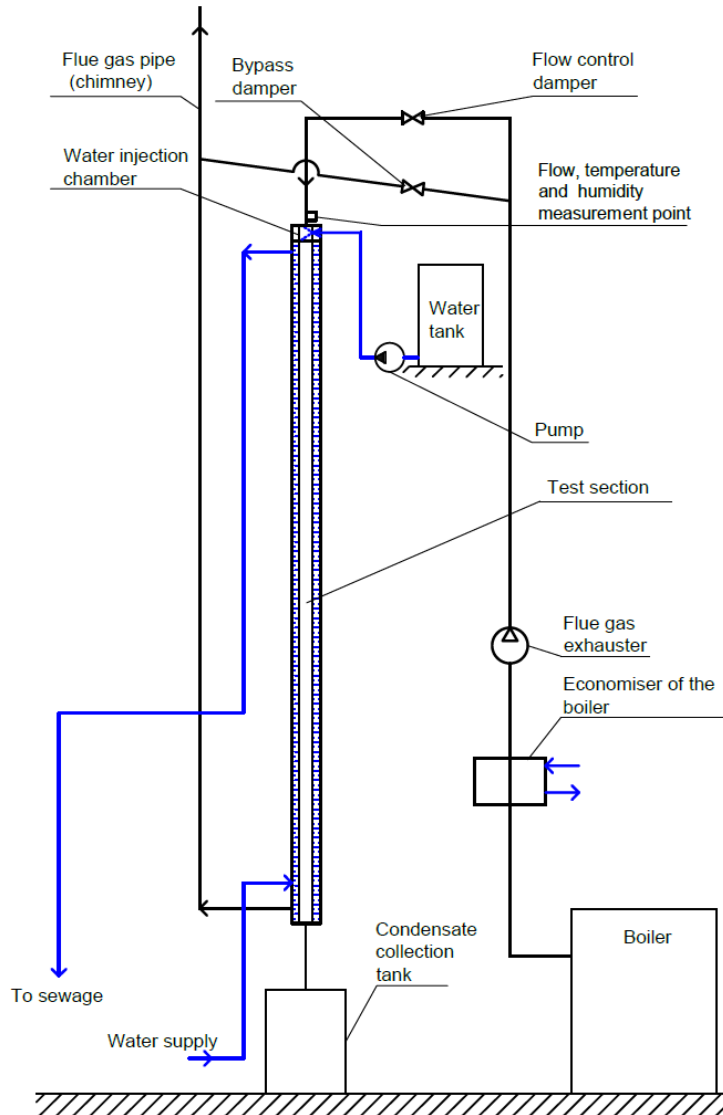 Flue gas pipe
(chimney)
Bypass
damper
Flow control
damper
Water injection
chamber
Flow, temperature
and humidity
measurement point
Water
tank
Pump
Test section
Flue gas
exhauster
Economiser of the
boiler
Condensate
collection
tank
Boiler
To sewage
Water supply